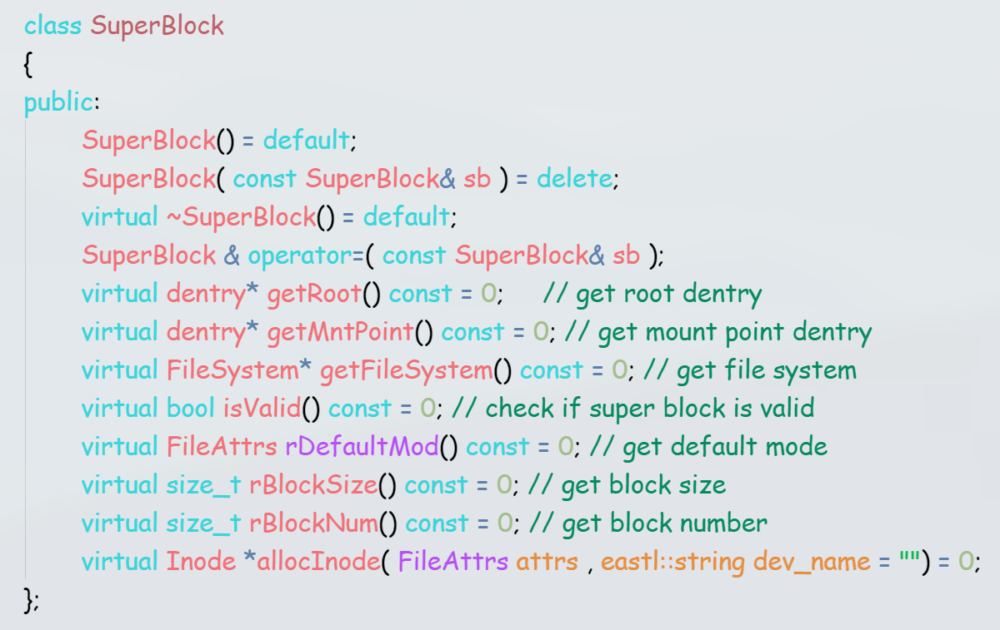 class SuperBlock
{
public:
SuperBlock() = default;
SuperBlock( const SuperBlock& sb ) = delete;
virtual ~SuperBlock() = default;
SuperBlock & operator=( const SuperBlock& sb );
virtual dentry* getRoot() const = 0; // get root dentry
virtual dentry* getMntPoint() const = 0; // get mount point dentry
virtual FileSystem* getFileSystem() const = 0; // get file system
virtual bool isValid() const = 0; // check if super block is valid
virtual FileAttrs rDefaultMod() const = 0; // get default mode
virtual size_t rBlockSize() const = 0; // get block size
virtual size_t rBlockNum() const = 0; // get block number
virtual Inode *allocInode( FileAttrs attrs , eastl::string dev_name = "") = 0;
};